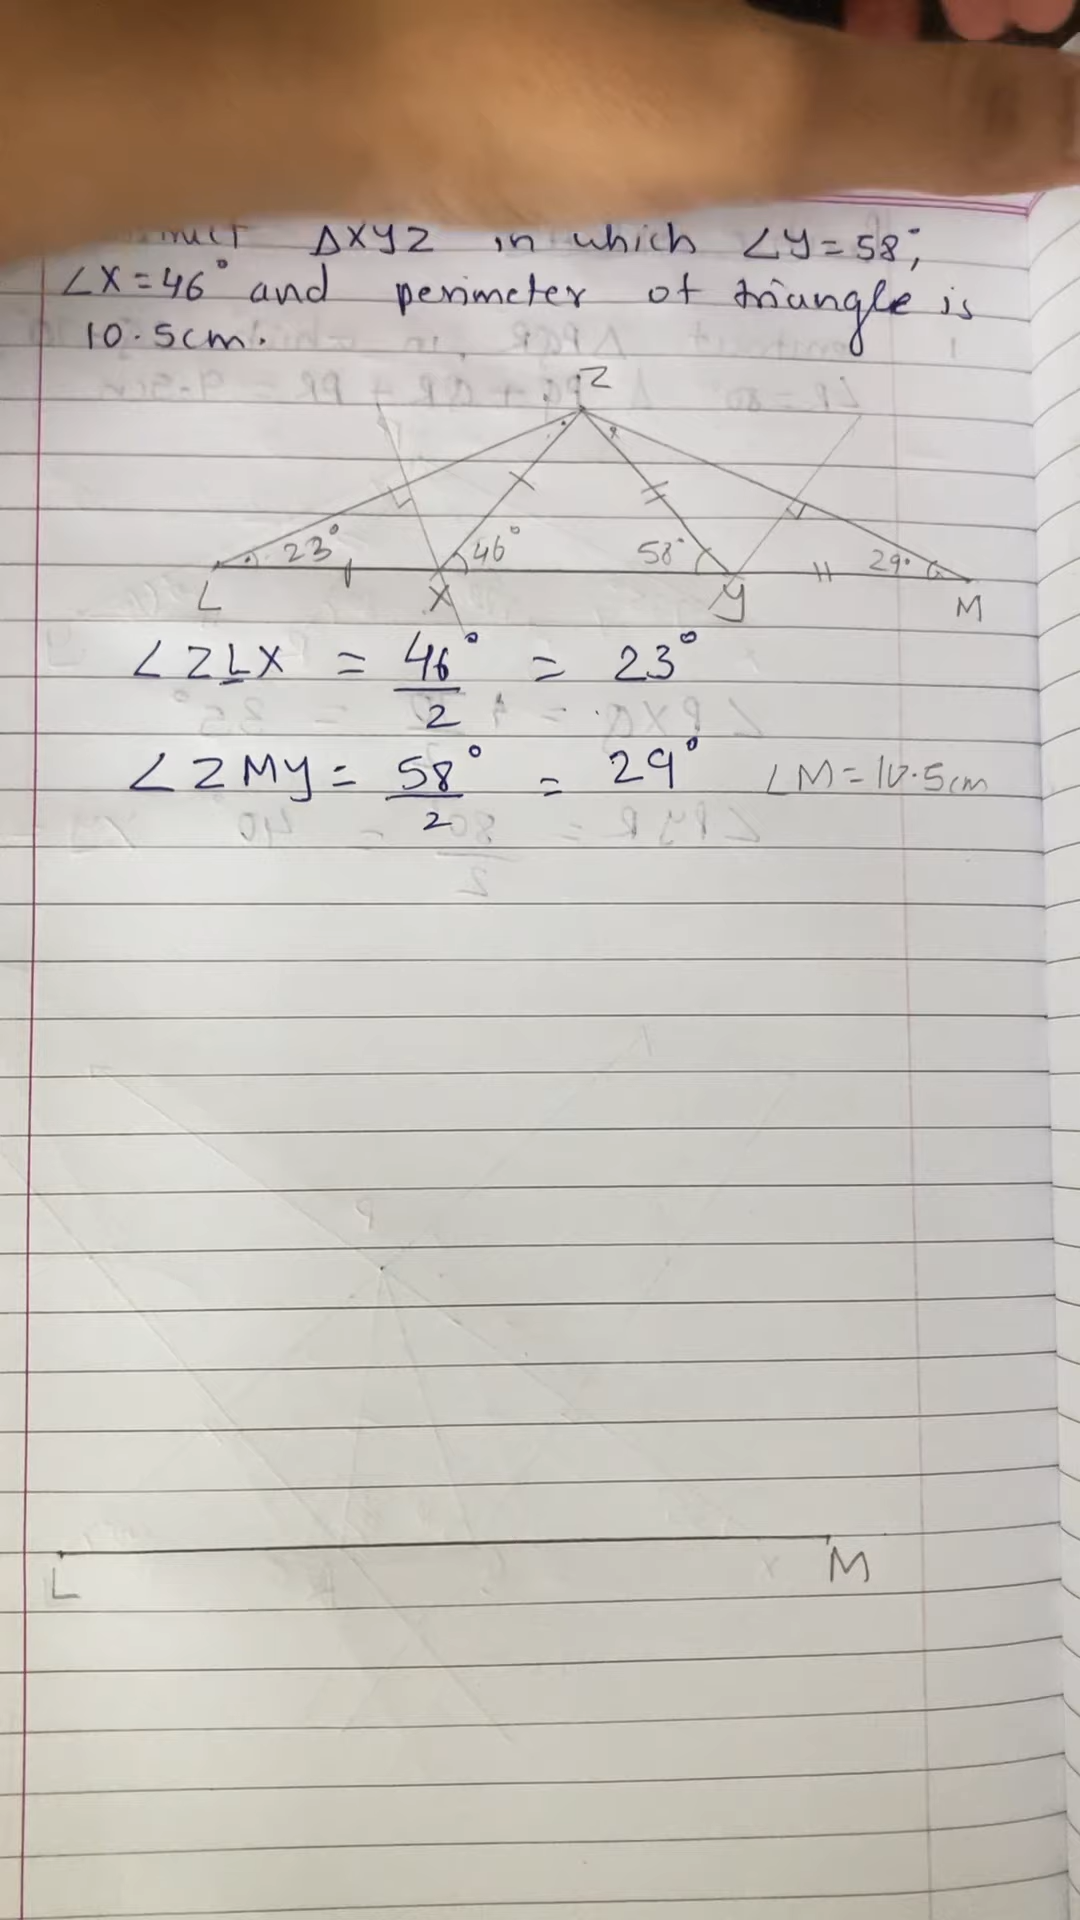 ΔXYZ in which ∠Y = 58°,
∠X = 46° and perimeter of triangle is
10.5cm.
Z
23° 46° 58° 29°
L X Y M
∠ZLX = 46°/2 = 23°
∠ZMY = 58°/2 = 29° LM = 10.5cm
L M